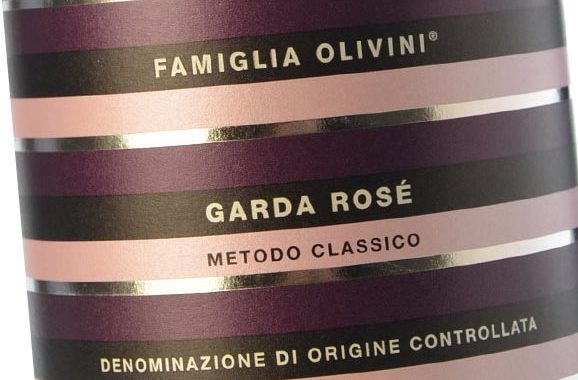 FAMIGLIA OLIVINI®
GARDA ROSÉ
METODO CLASSICO
DENOMINAZIONE DI ORIGINE CONTROLLATA